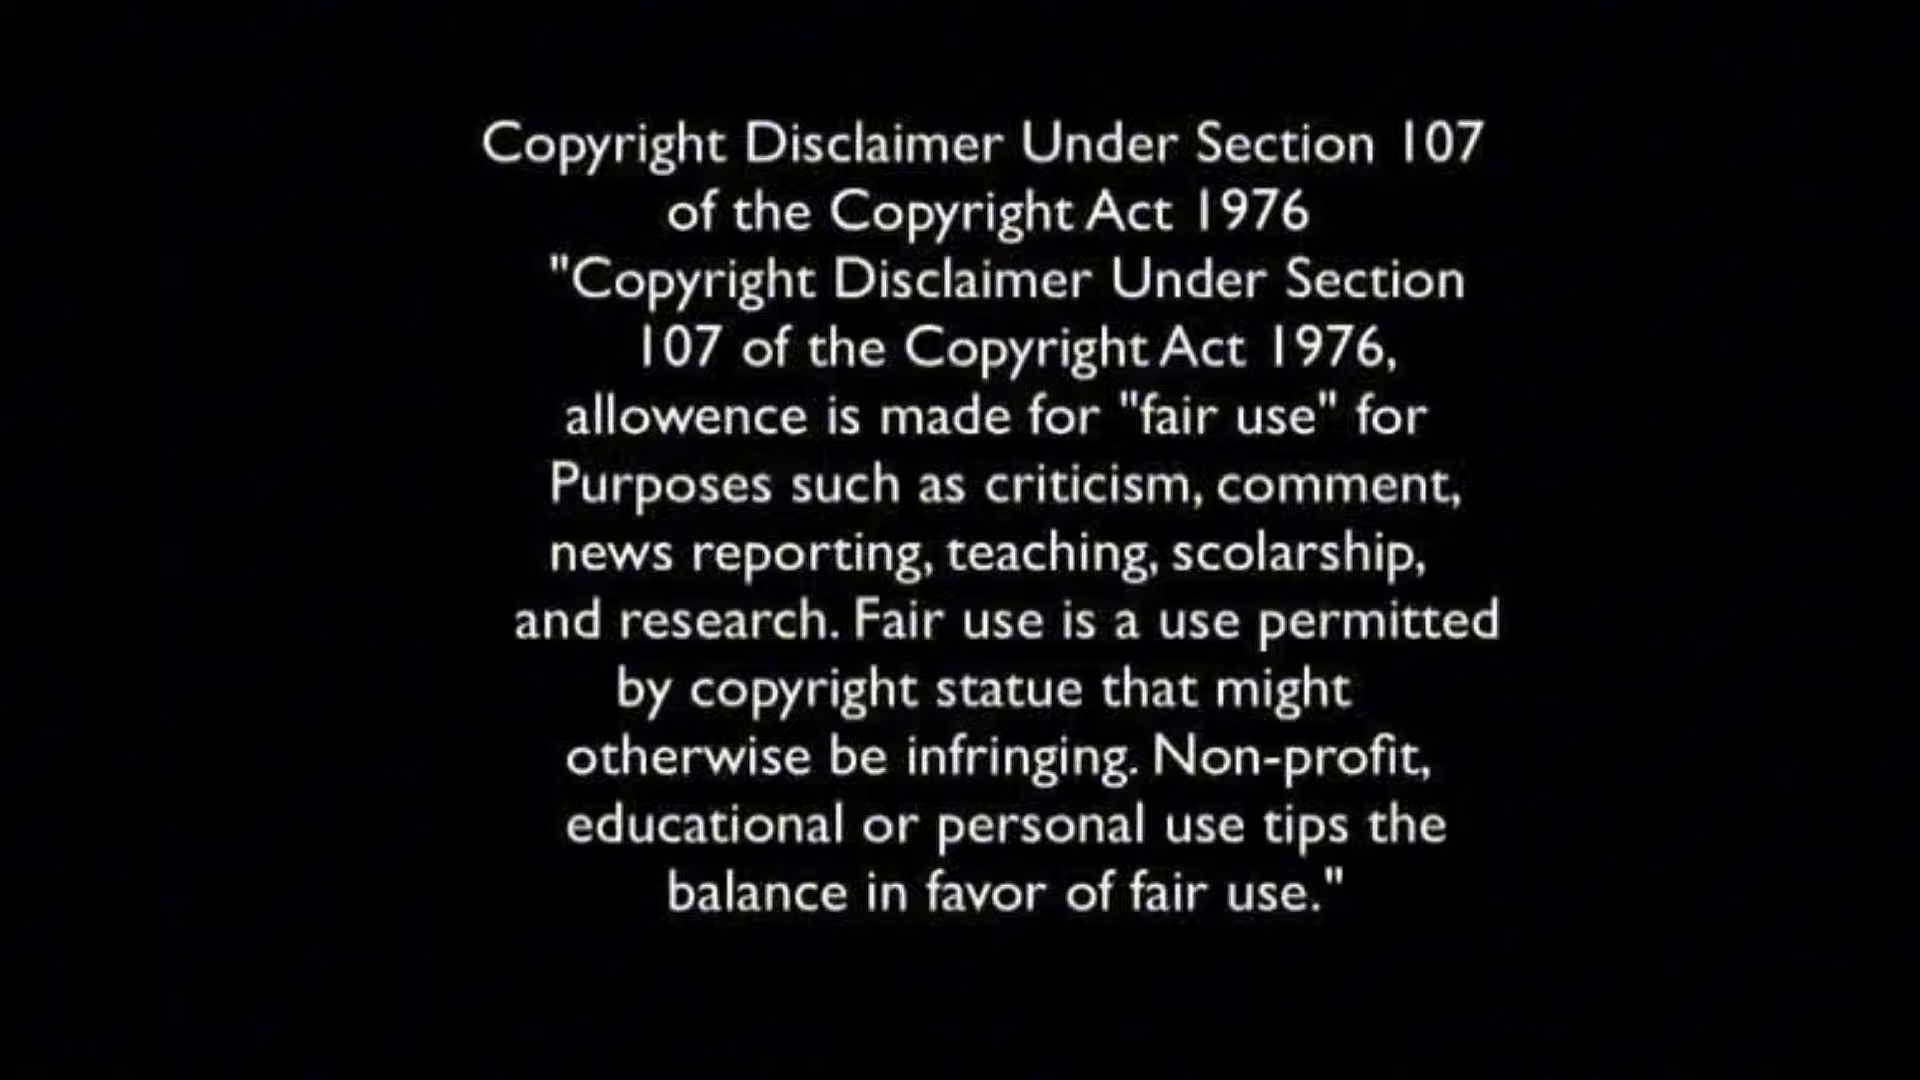 Copyright Disclaimer Under Section 107
of the Copyright Act 1976
"Copyright Disclaimer Under Section
107 of the Copyright Act 1976,
allowence is made for "fair use" for
Purposes such as criticism, comment,
news reporting, teaching, scolarship,
and research. Fair use is a use permitted
by copyright statue that might
otherwise be infringing. Non-profit,
educational or personal use tips the
balance in favor of fair use."